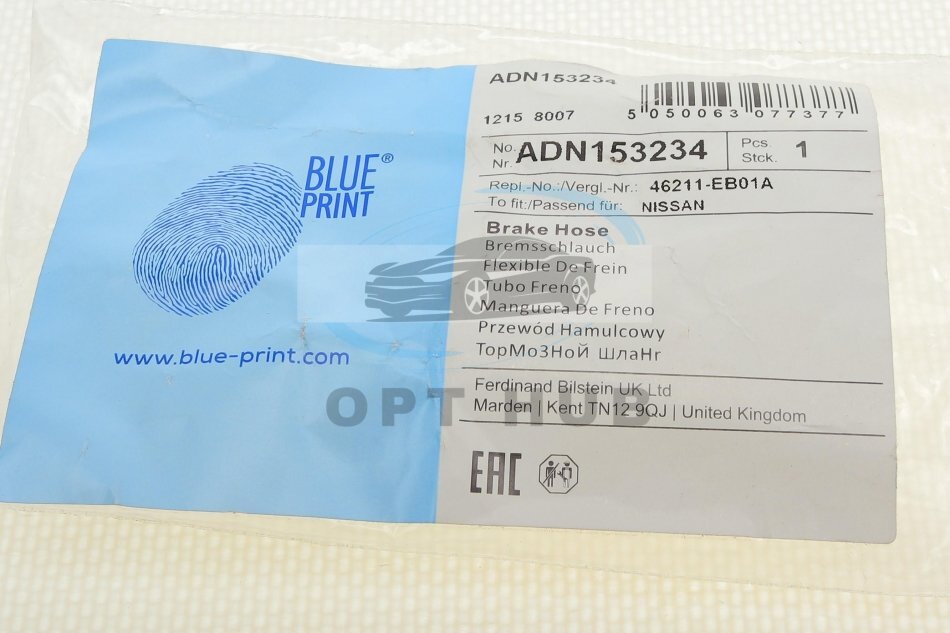 BLUE®
PRINT
www.blue-print.com
ADN153234
1215 8007
5 050063 077377
No.
Nr. ADN153234
Pcs.
Stck. 1
Repl.-No.:/Vergl.-Nr.: 46211-EB01A
To fit:/Passend für: NISSAN
Brake Hose
Bremsschlauch
Flexible De Frein
Tubo Freno
Manguera De Freno
Przewód Hamulcowy
ТорМоЗНоЙ ШлаНг
Ferdinand Bilstein UK Ltd
Marden | Kent TN12 9QJ | United Kingdom
EAC
OPT HUB